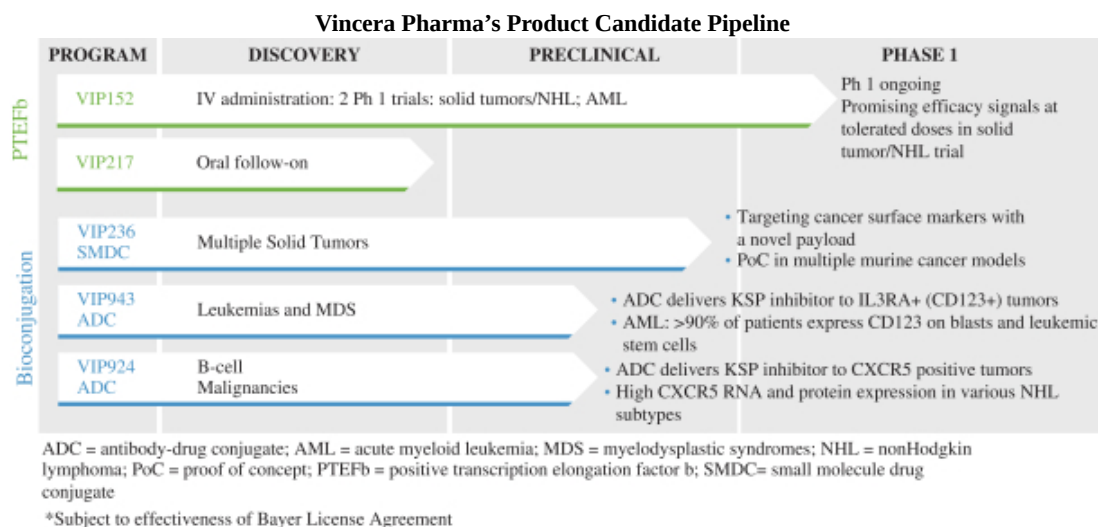 Vincera Pharma’s Product Candidate Pipeline
PROGRAM DISCOVERY PRECLINICAL PHASE 1
PTEFb
VIP152
IV administration: 2 Ph 1 trials: solid tumors/NHL; AML
Ph 1 ongoing
Promising efficacy signals at
tolerated doses in solid
tumor/NHL trial
VIP217
Oral follow-on
Bioconjugation
VIP236
SMDC
Multiple Solid Tumors
• Targeting cancer surface markers with
a novel payload
• PoC in multiple murine cancer models
VIP943
ADC
Leukemias and MDS
• ADC delivers KSP inhibitor to IL3RA+ (CD123+) tumors
• AML: >90% of patients express CD123 on blasts and leukemic
stem cells
VIP924
ADC
B-cell
Malignancies
• ADC delivers KSP inhibitor to CXCR5 positive tumors
• High CXCR5 RNA and protein expression in various NHL
subtypes
ADC = antibody-drug conjugate; AML = acute myeloid leukemia; MDS = myelodysplastic syndromes; NHL = nonHodgkin
lymphoma; PoC = proof of concept; PTEFb = positive transcription elongation factor b; SMDC= small molecule drug
conjugate
*Subject to effectiveness of Bayer License Agreement